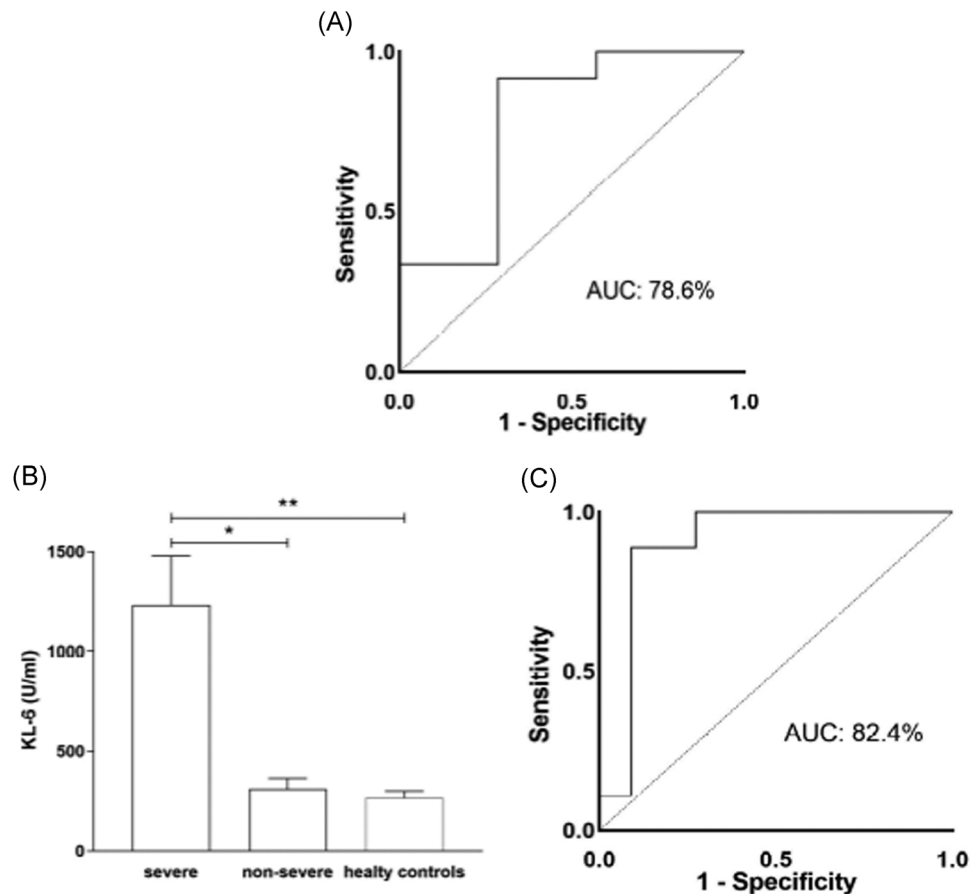 (A)
1.0
0.5
0.0
Sensitivity
AUC: 78.6%
0.0 0.5 1.0
1 - Specificity
(B)
**
*
1500
1000
500
0
KL-6 (U/ml)
severe non-severe healty controls
(C)
1.0
0.5
0.0
Sensitivity
AUC: 82.4%
0.0 0.5 1.0
1 - Specificity